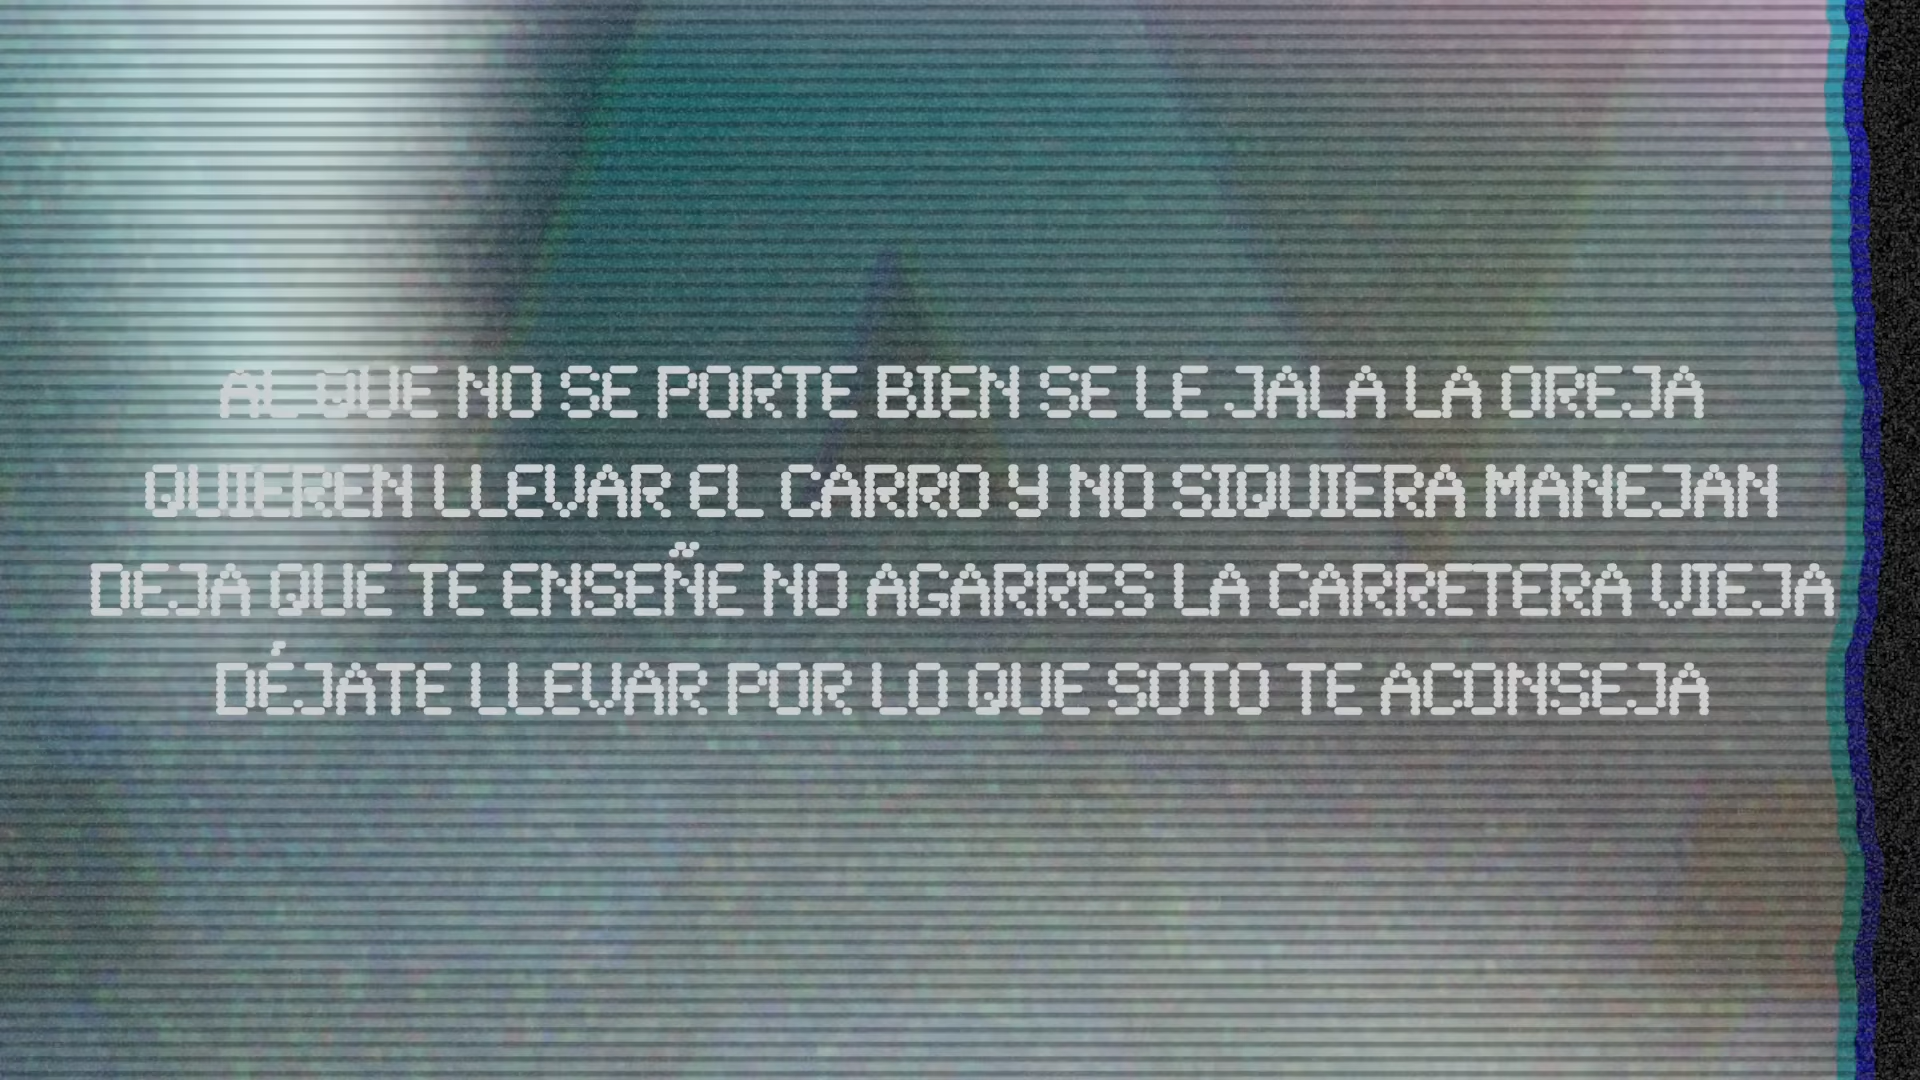 AL QUE NO SE PORTE BIEN SE LE JALA LA OREJA
QUIEREN LLEVAR EL CARRO Y NO SIQUIERA MANEJAN
DEJA QUE TE ENSEÑE NO AGARRES LA CARRETERA VIEJA
DÉJATE LLEVAR POR LO QUE SOTO TE ACONSEJA